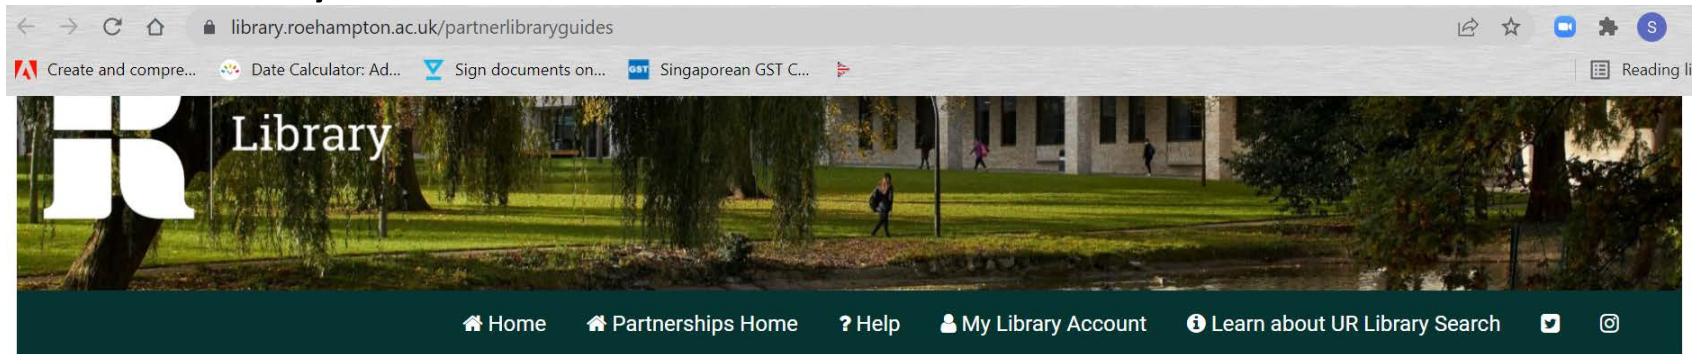 library.roehampton.ac.uk/partnerlibraryguides
S
Create and compre... Date Calculator: Ad... Sign documents on... GST Singaporean GST C... Reading li
Library
Home Partnerships Home ? Help My Library Account Learn about UR Library Search